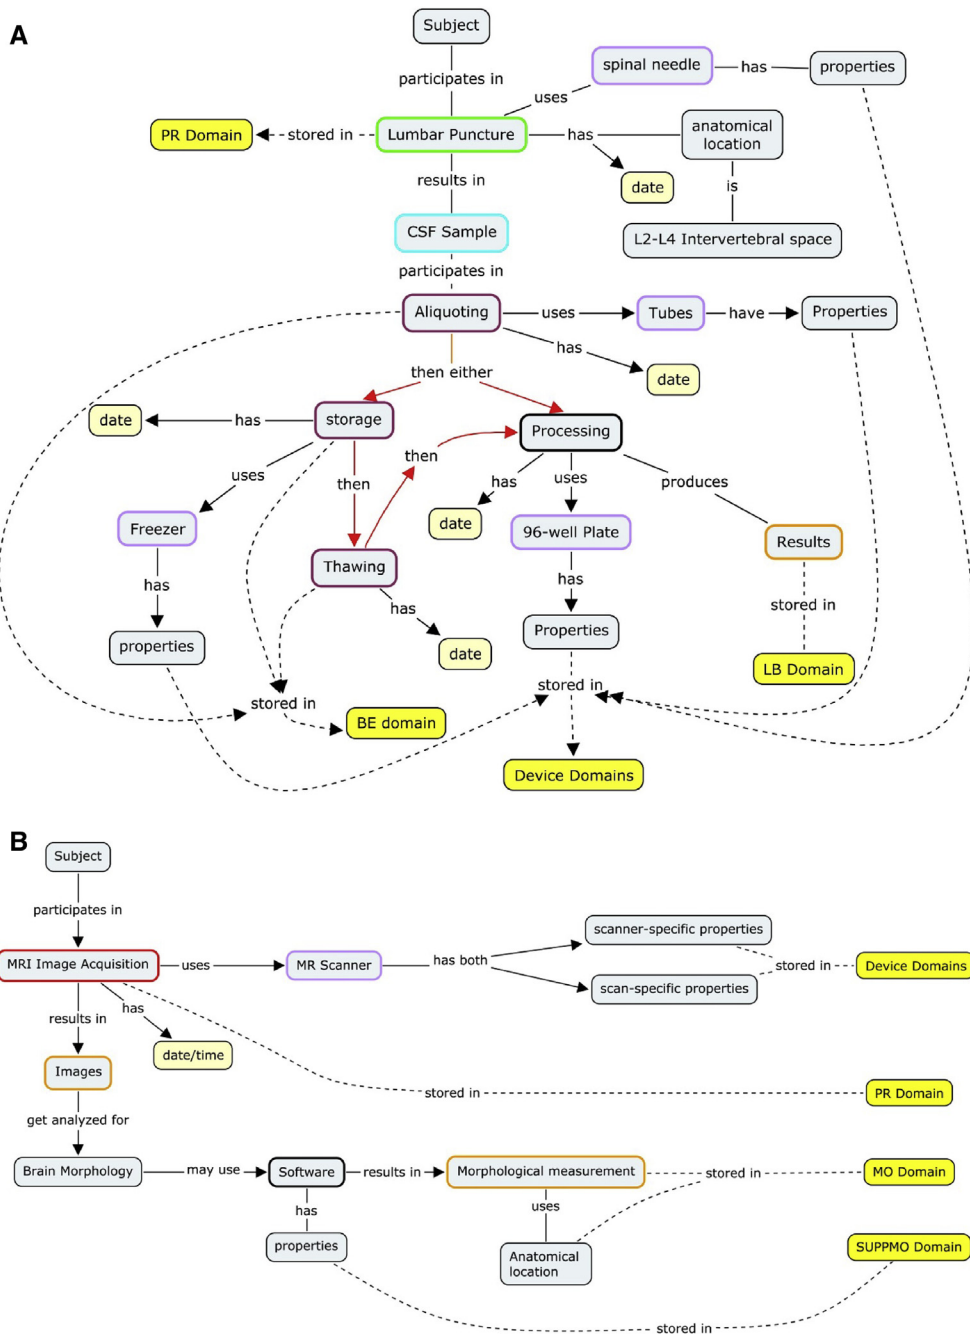 A
Subject
participates in
spinal needle
has
properties
uses
PR Domain
stored in
Lumbar Puncture
has
anatomical
location
date
is
results in
L2-L4 Intervertebral space
CSF Sample
participates in
Aliquoting
uses
Tubes
have
Properties
has
date
then either
date
has
storage
Processing
then
uses
then
has
uses
produces
date
Freezer
96-well Plate
Results
Thawing
has
has
has
stored in
properties
date
Properties
LB Domain
stored in
stored in
BE domain
Device Domains
B
Subject
participates in
scanner-specific properties
MRI Image Acquisition
uses
MR Scanner
has both
stored in
Device Domains
scan-specific properties
results in
has
date/time
Images
stored in
PR Domain
get analyzed for
Brain Morphology
may use
Software
results in
Morphological measurement
stored in
MO Domain
has
uses
properties
Anatomical
location
SUPPMO Domain
stored in